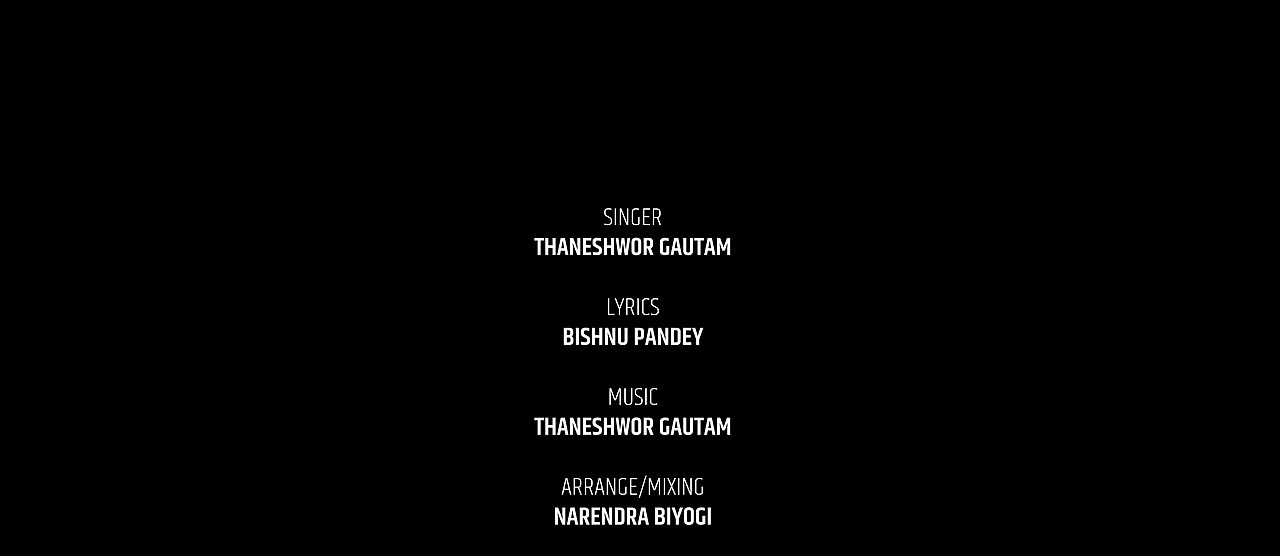 SINGER
THANESHWOR GAUTAM
LYRICS
BISHNU PANDEY
MUSIC
THANESHWOR GAUTAM
ARRANGE/MIXING
NARENDRA BIYOGI